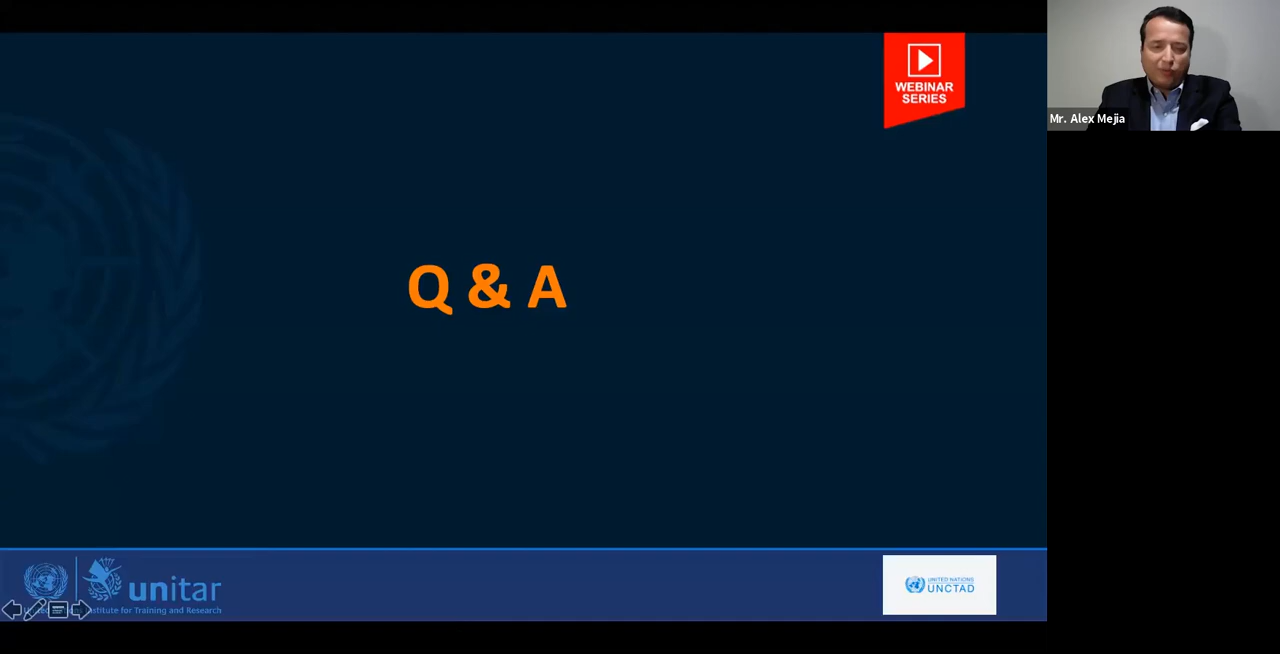 WEBINAR
SERIES
Mr. Alex Mejia
Q & A
unitar
Institute for Training and Research
UNITED NATIONS
UNCTAD